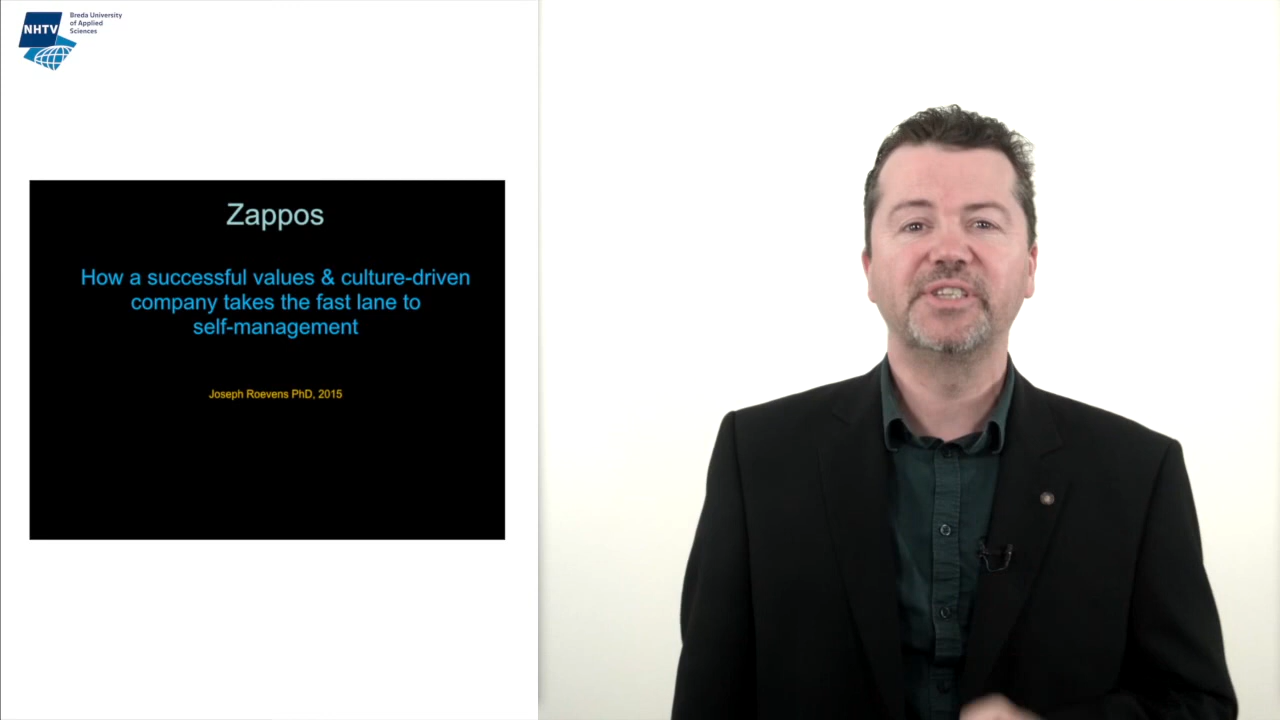 NHTV
Breda University
of Applied
Sciences
Zappos
How a successful values & culture-driven
company takes the fast lane to
self-management
Joseph Roevens PhD, 2015